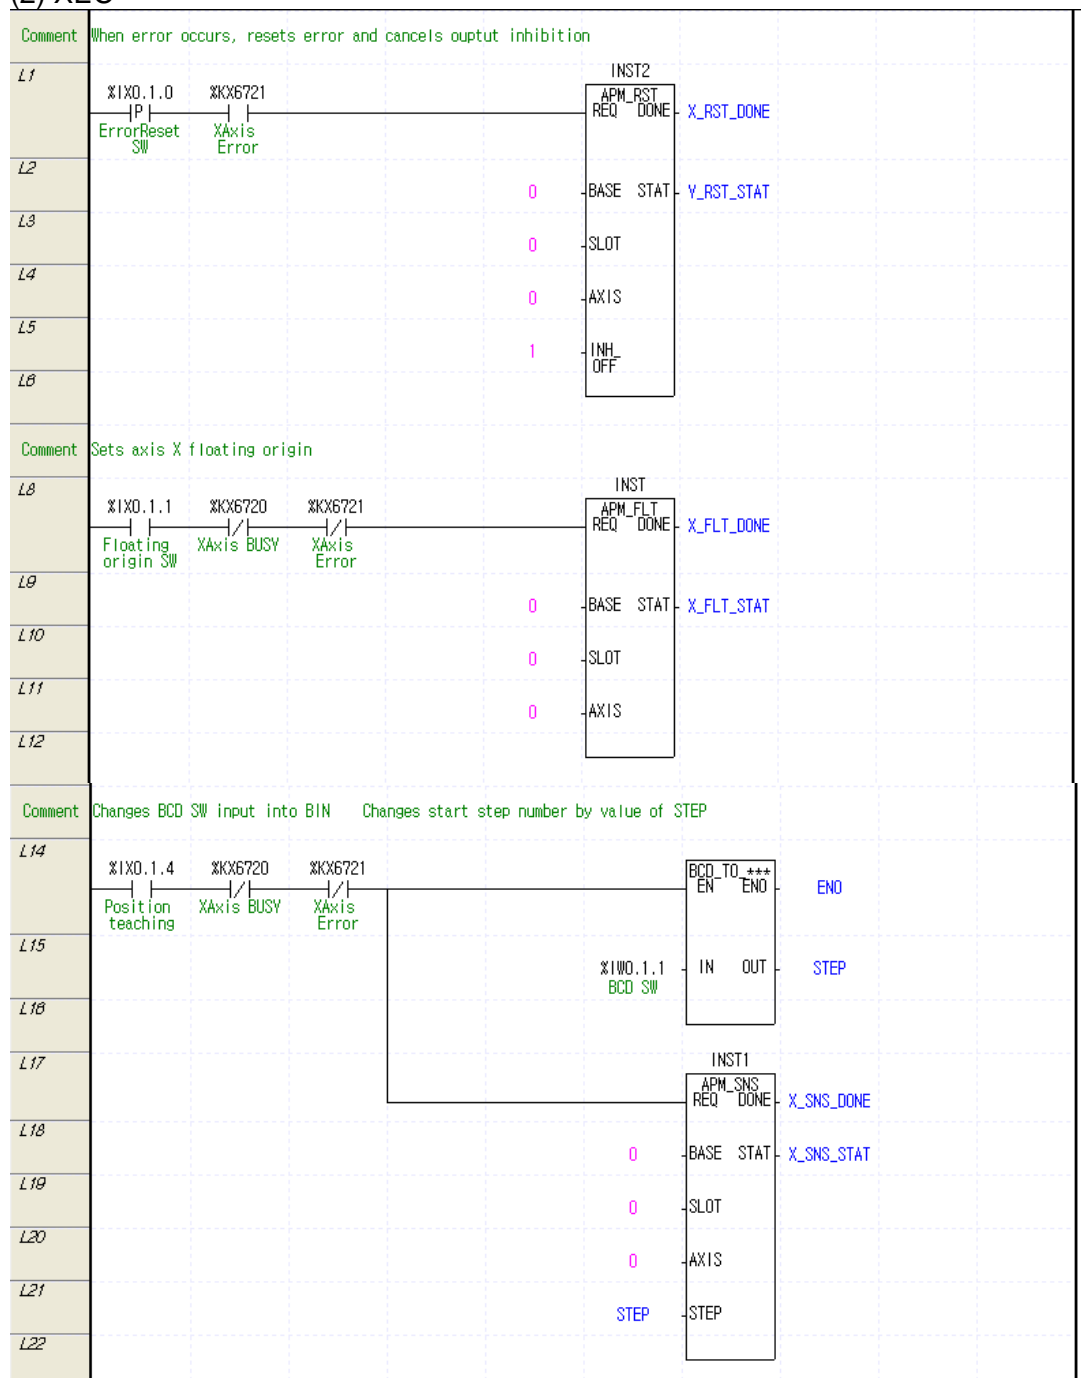 Comment When error occurs, resets error and cancels ouptut inhibition
L1
INST2
%IX0.1.0 %KX6721 APM_RST
P REQ DONE X_RST_DONE
ErrorReset XAxis
SW Error
L2
0 BASE STAT Y_RST_STAT
L3
0 SLOT
L4
0 AXIS
L5
1 INH_
OFF
L6
Comment Sets axis X floating origin
L8
INST
%IX0.1.1 %KX6720 %KX6721 APM_FLT
REQ DONE X_FLT_DONE
Floating XAxis BUSY XAxis
origin SW Error
L9
0 BASE STAT X_FLT_STAT
L10
0 SLOT
L11
0 AXIS
L12
Comment Changes BCD SW input into BIN Changes start step number by value of STEP
L14
%IX0.1.4 %KX6720 %KX6721 BCD_TO_***
EN ENO ENO
Position XAxis BUSY XAxis
teaching Error
L15
%IW0.1.1 IN OUT STEP
BCD SW
L16
L17
INST1
APM_SNS
REQ DONE X_SNS_DONE
L18
0 BASE STAT X_SNS_STAT
L19
0 SLOT
L20
0 AXIS
L21
STEP STEP
L22